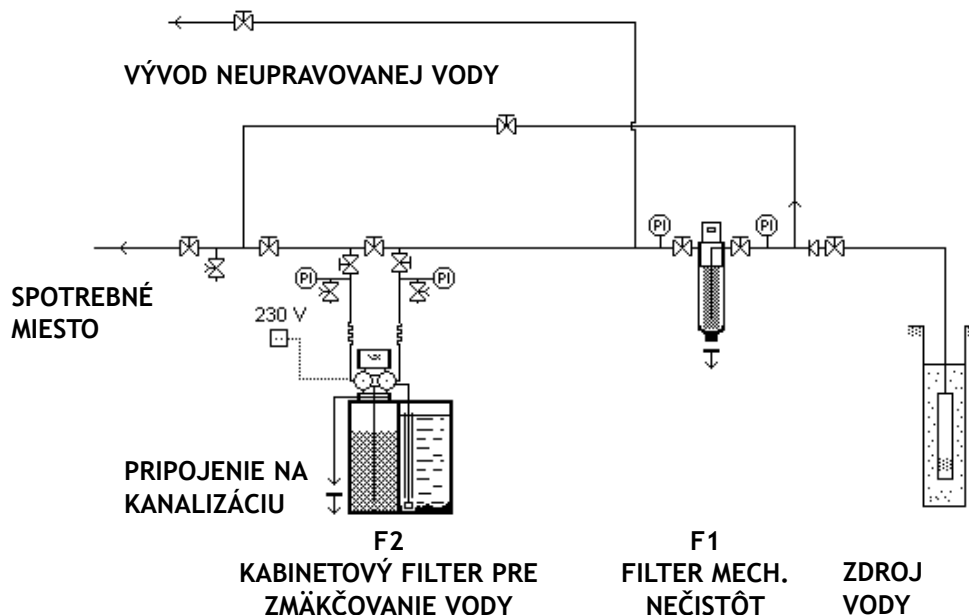 VÝVOD NEUPRAVOVANEJ VODY
PI
PI
PI
PI
SPOTREBNÉ
MIESTO
230 V
PRIPOJENIE NA
KANALIZÁCIU
F2
KABINETOVÝ FILTER PRE
ZMÄKČOVANIE VODY
F1
FILTER MECH.
NEČISTÔT
ZDROJ
VODY